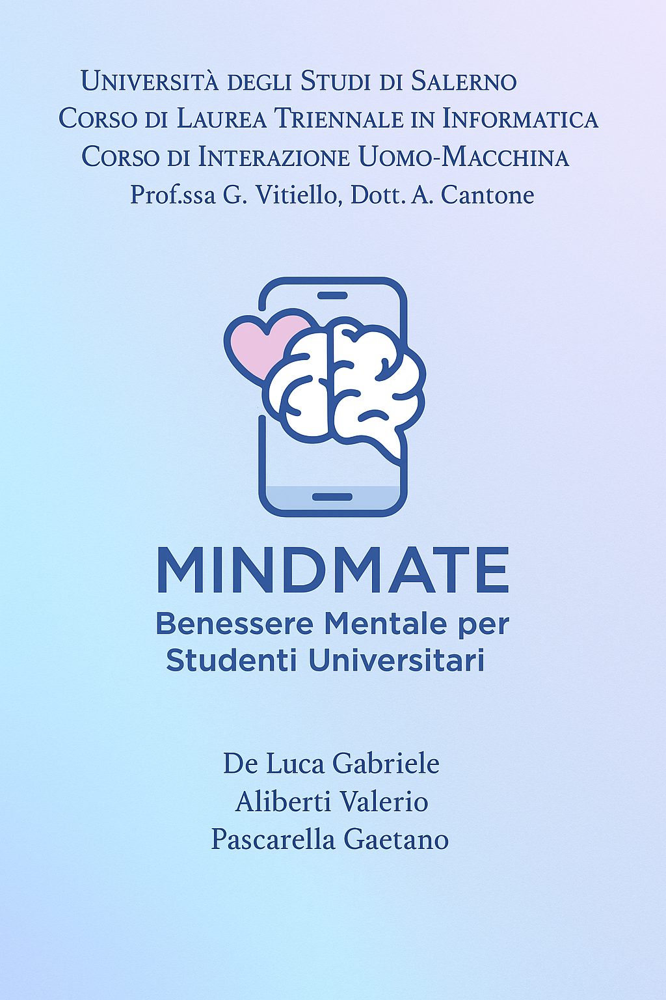 Università degli Studi di Salerno
Corso di Laurea Triennale in Informatica
Corso di Interazione Uomo-Macchina
Prof.ssa G. Vitiello, Dott. A. Cantone
MINDMATE
Benessere Mentale per
Studenti Universitari
De Luca Gabriele
Aliberti Valerio
Pascarella Gaetano